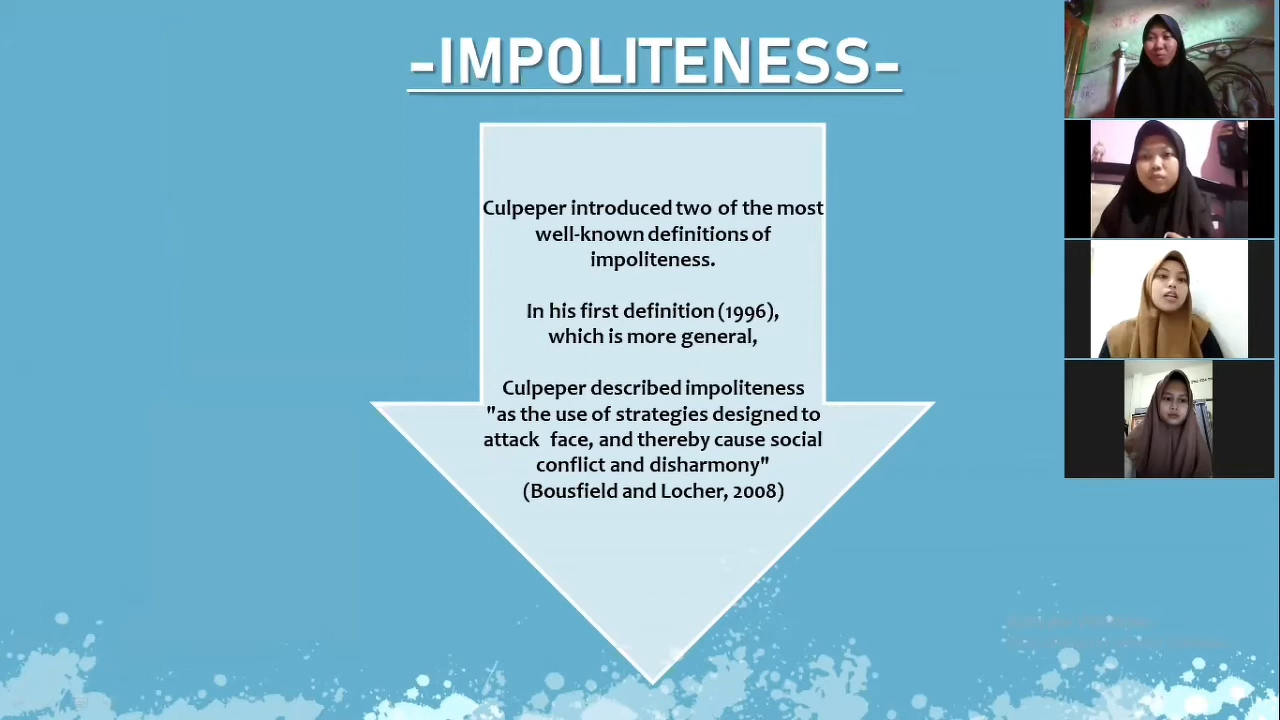 -IMPOLITENESS-
Culpeper introduced two of the most
well-known definitions of
impoliteness.
In his first definition (1996),
which is more general,
Culpeper described impoliteness
"as the use of strategies designed to
attack  face, and thereby cause social
conflict and disharmony"
(Bousfield and Locher, 2008)